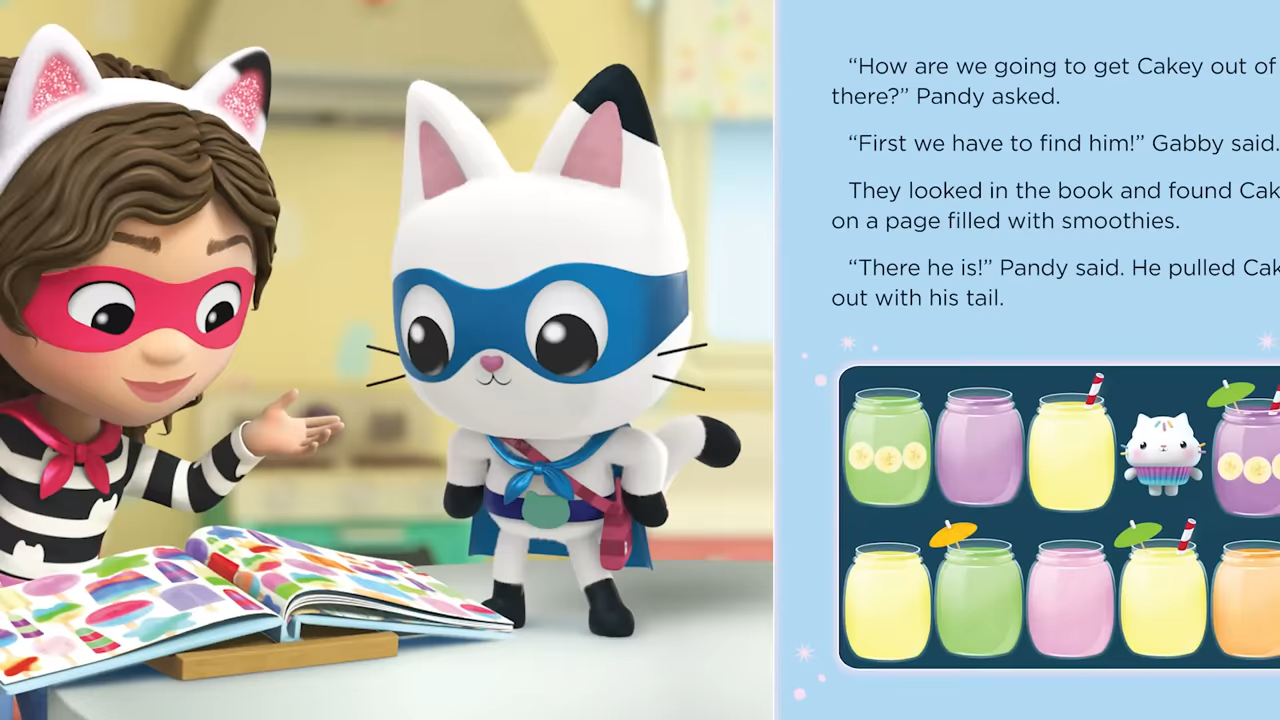 “How are we going to get Cakey out of
there?” Pandy asked.
“First we have to find him!” Gabby said.
They looked in the book and found Cak
on a page filled with smoothies.
“There he is!” Pandy said. He pulled Cak
out with his tail.